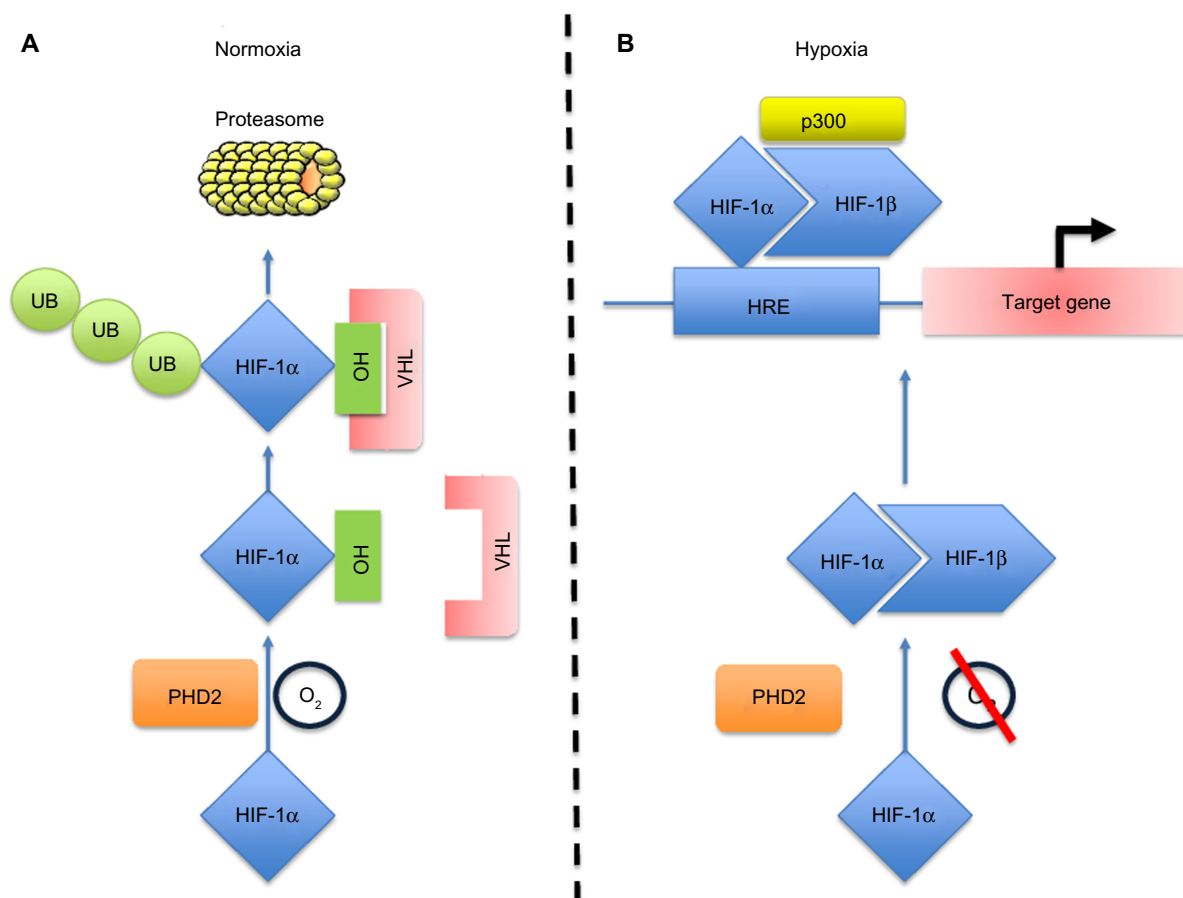 A
Normoxia
Proteasome
UB
UB
UB
HIF-1α
OH
VHL
HIF-1α
OH
VHL
PHD2
O₂
HIF-1α
B
Hypoxia
p300
HIF-1α
HIF-1β
HRE
Target gene
HIF-1α
HIF-1β
PHD2
O₂
HIF-1α